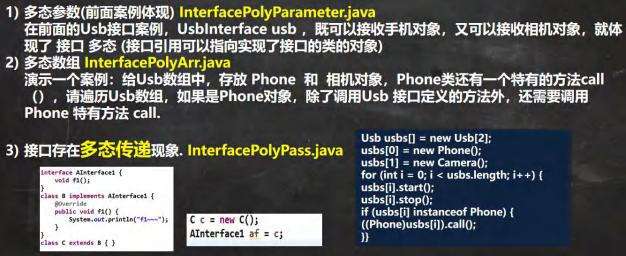 1) 多态参数(前面案例体现) InterfacePolyParameter.java
在前面的Usb接口案例，UsbInterface usb ，既可以接收手机对象，又可以接收相机对象，就体
现了 接口 多态 (接口引用可以指向实现了接口的类的对象)
2) 多态数组 InterfacePolyArr.java
演示一个案例：给Usb数组中，存放 Phone 和 相机对象，Phone类还有一个特有的方法call
（），请遍历Usb数组，如果是Phone对象，除了调用Usb 接口定义的方法外，还需要调用
Phone 特有方法 call.
3) 接口存在多态传递现象. InterfacePolyPass.java
interface AInterface1 {
void f1();
}
class B implements AInterface1 {
@Override
public void f1() {
System.out.println("f1~~~");
}
}
class C extends B { }
C c = new C();
AInterface1 af = c;
Usb usbs[] = new Usb[2];
usbs[0] = new Phone();
usbs[1] = new Camera();
for (int i = 0; i < usbs.length; i++) {
usbs[i].start();
usbs[i].stop();
if (usbs[i] instanceof Phone) {
((Phone)usbs[i]).call();
}}